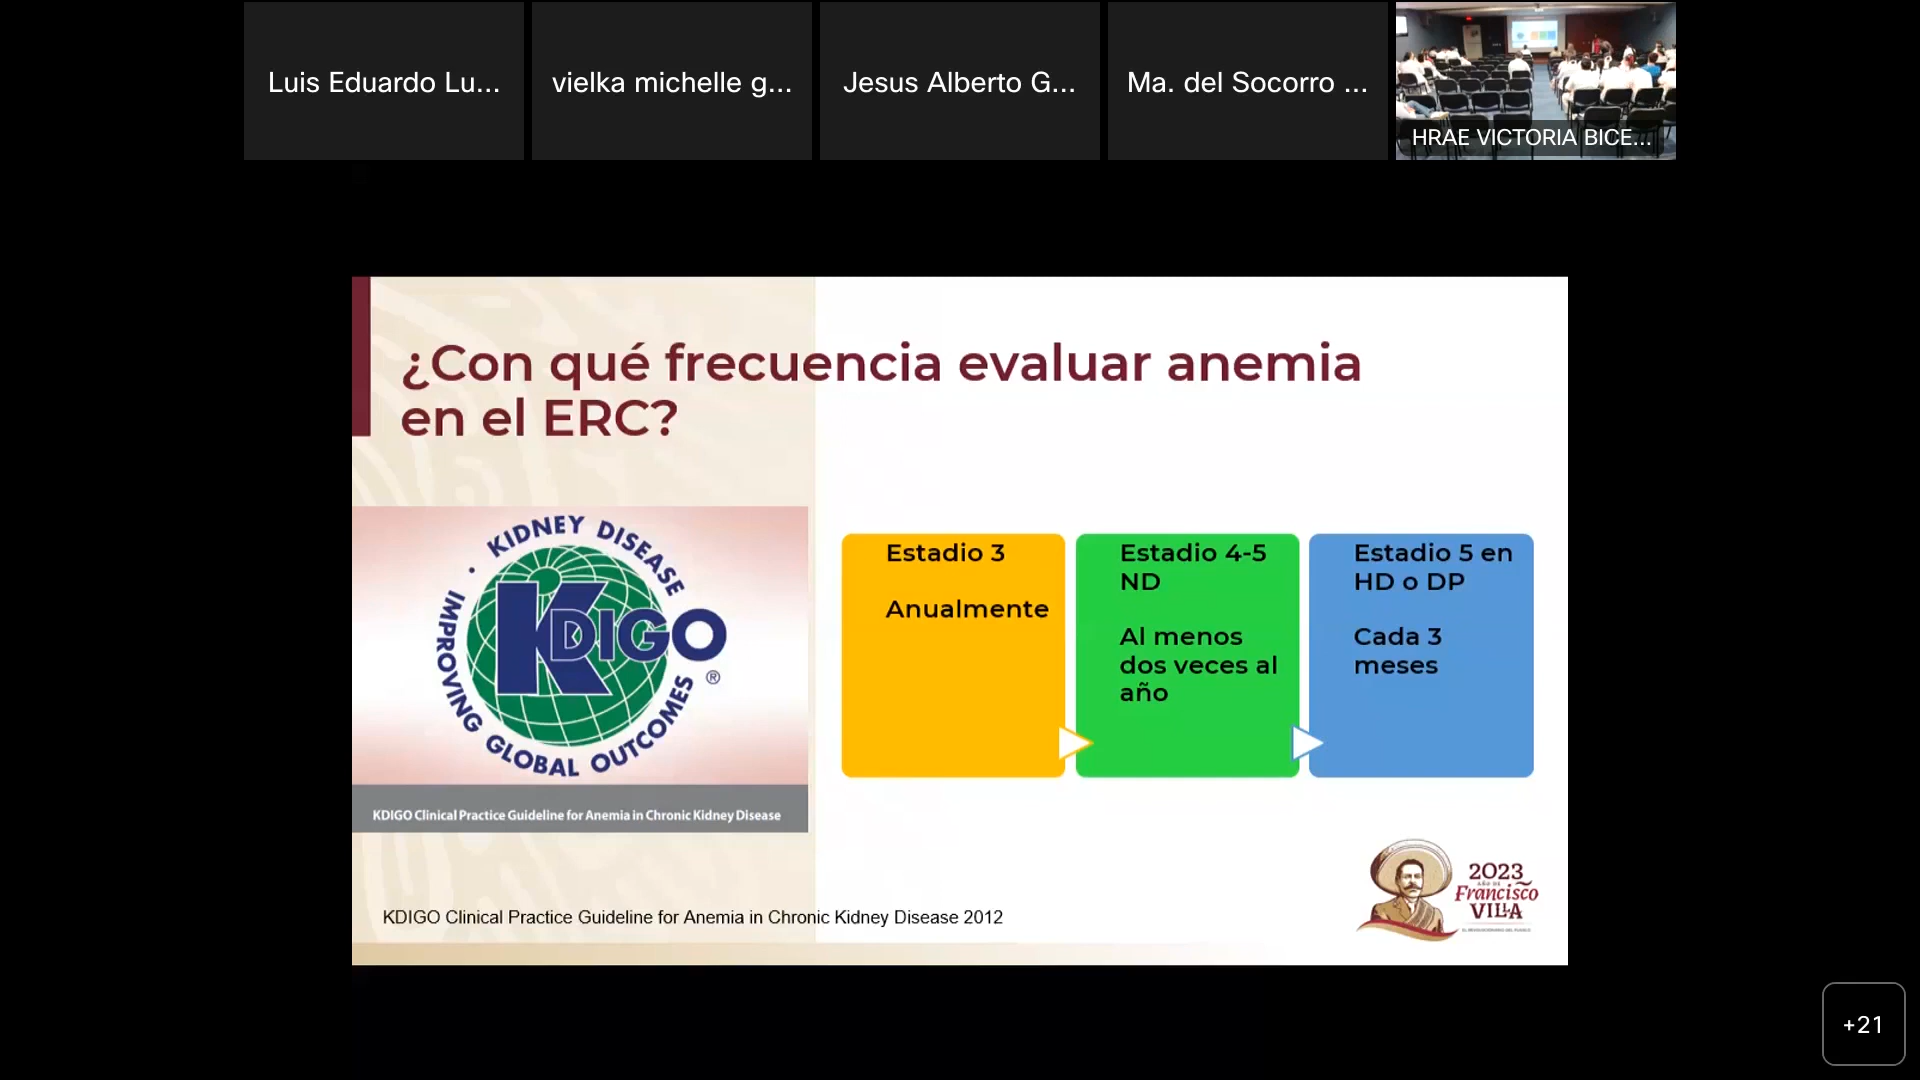 Luis Eduardo Lu...
vielka michelle g...
Jesus Alberto G...
Ma. del Socorro ...
HRAE VICTORIA BICE...
¿Con qué frecuencia evaluar anemia
en el ERC?
KIDNEY DISEASE
KDIGO
®
IMPROVING GLOBAL OUTCOMES
KDIGO Clinical Practice Guideline for Anemia in Chronic Kidney Disease
Estadio 3
Anualmente
Estadio 4-5
ND
Al menos
dos veces al
año
Estadio 5 en
HD o DP
Cada 3
meses
KDIGO Clinical Practice Guideline for Anemia in Chronic Kidney Disease 2012
2023
AÑO DE
Francisco
VILLA
+21